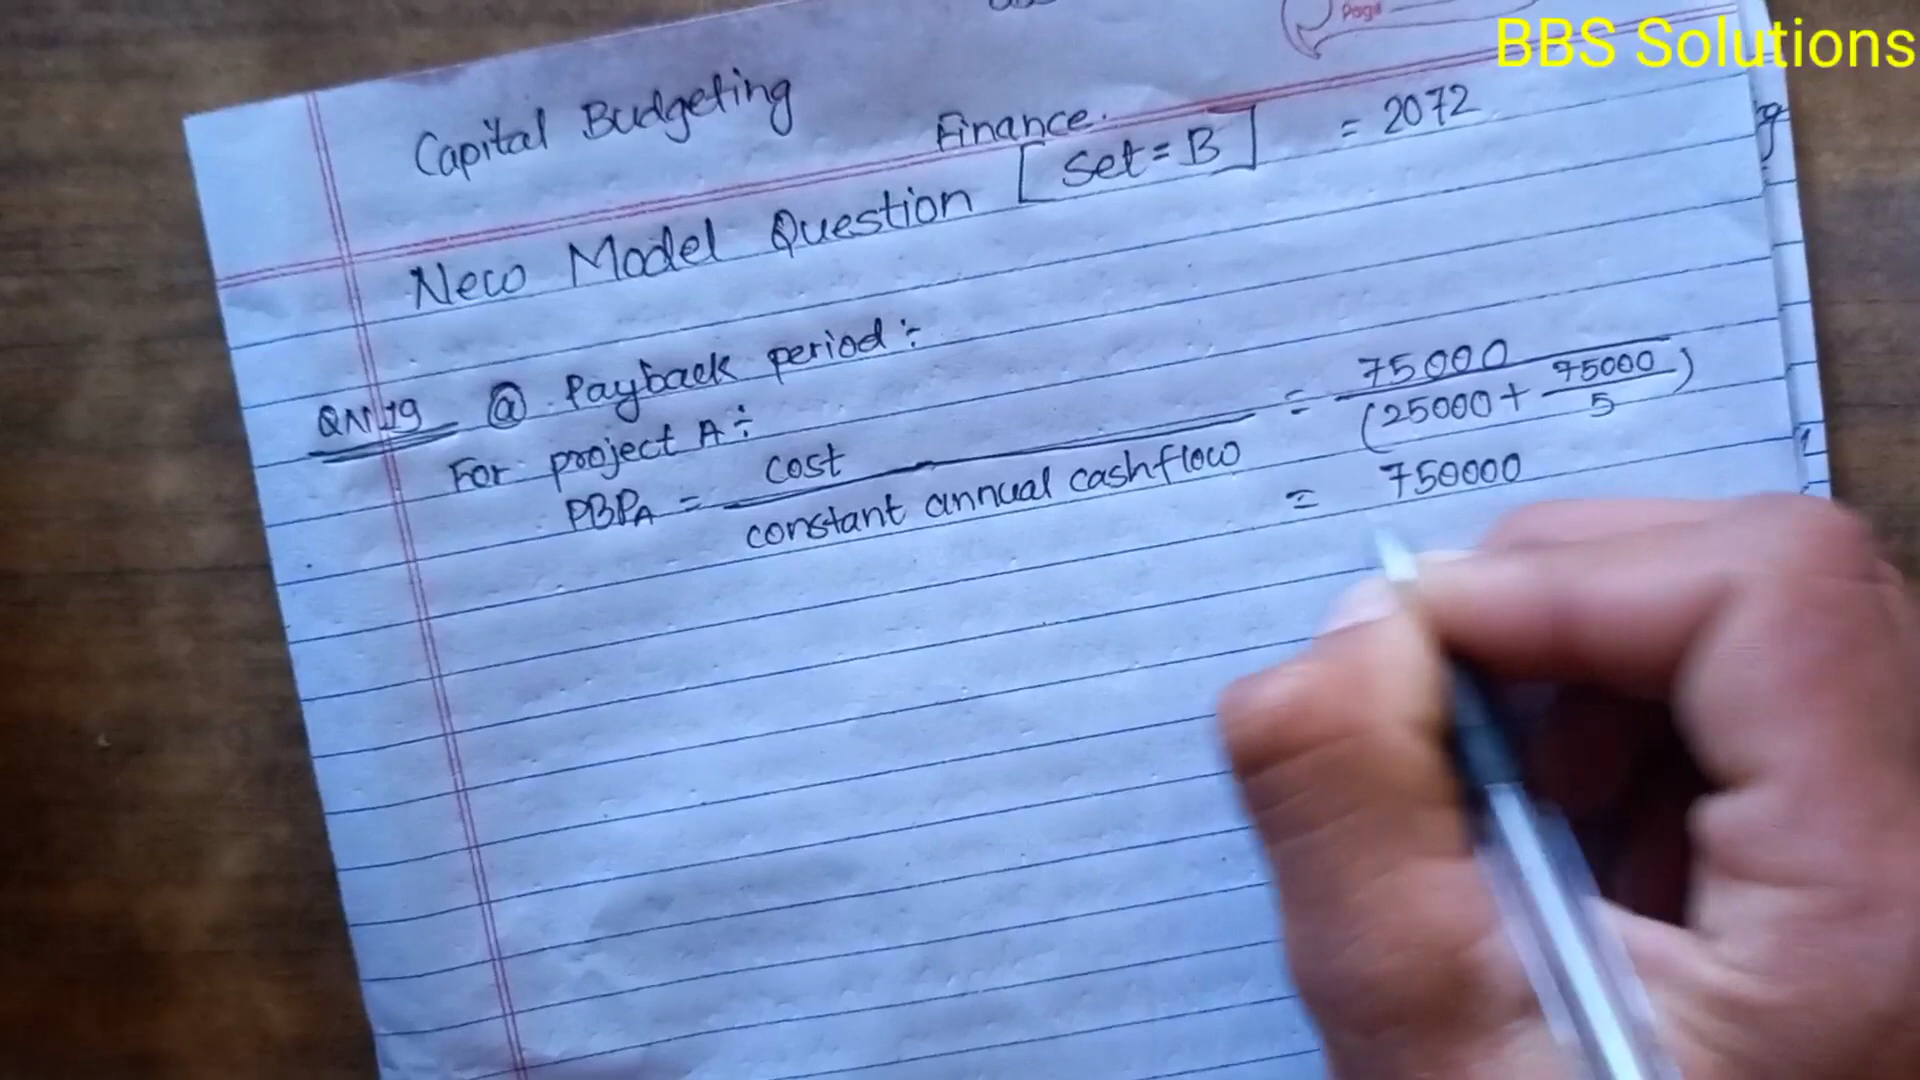 BBS Solutions
Page
Capital Budgeting
Finance.
New Model Question [Set = B] = 2072
QN.19 ⓐ Payback period :-
For project A ÷
PBPA = cost / constant annual cashflow = 75000 / (25000 + 75000 / 5)
= 750000